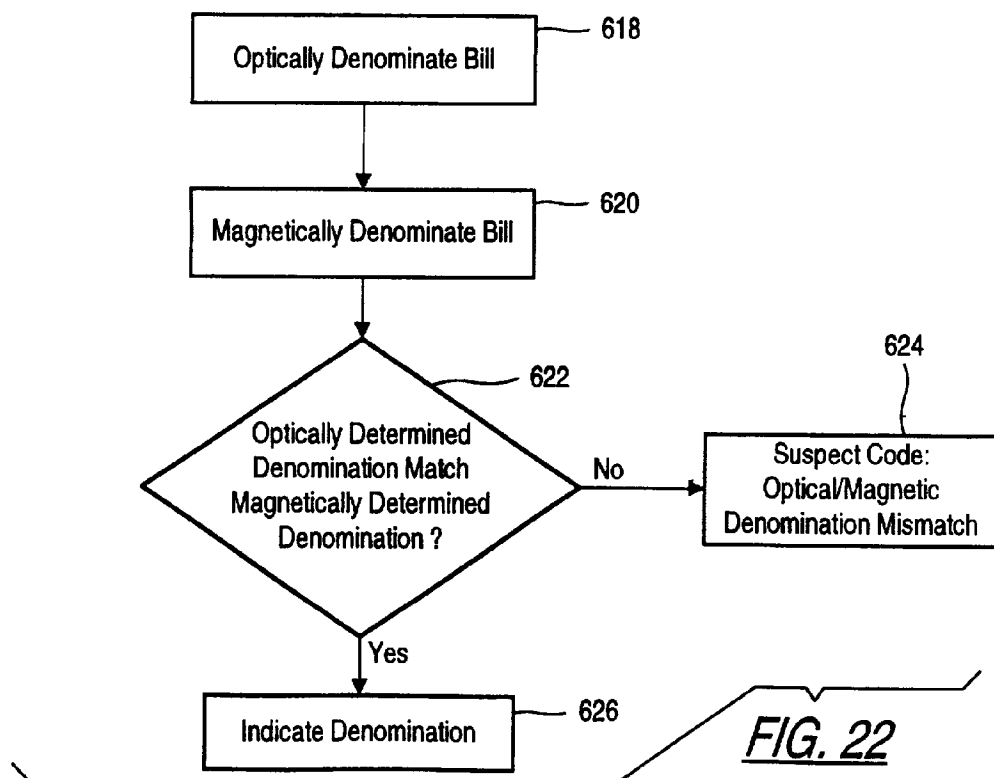 Optically Denominate Bill
618
Magnetically Denominate Bill
620
622
Optically Determined
Denomination Match
Magnetically Determined
Denomination ?
No
624
Suspect Code:
Optical/Magnetic
Denomination Mismatch
Yes
Indicate Denomination
626
FIG. 22